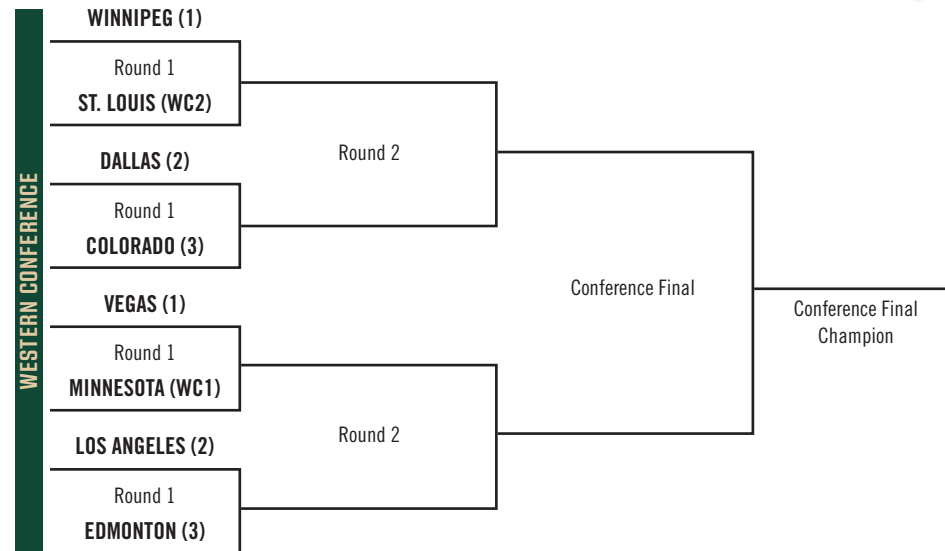 WESTERN CONFERENCE
WINNIPEG (1)
Round 1
ST. LOUIS (WC2)
DALLAS (2)
Round 1
COLORADO (3)
Round 2
VEGAS (1)
Round 1
MINNESOTA (WC1)
LOS ANGELES (2)
Round 1
EDMONTON (3)
Round 2
Conference Final
Conference Final
Champion